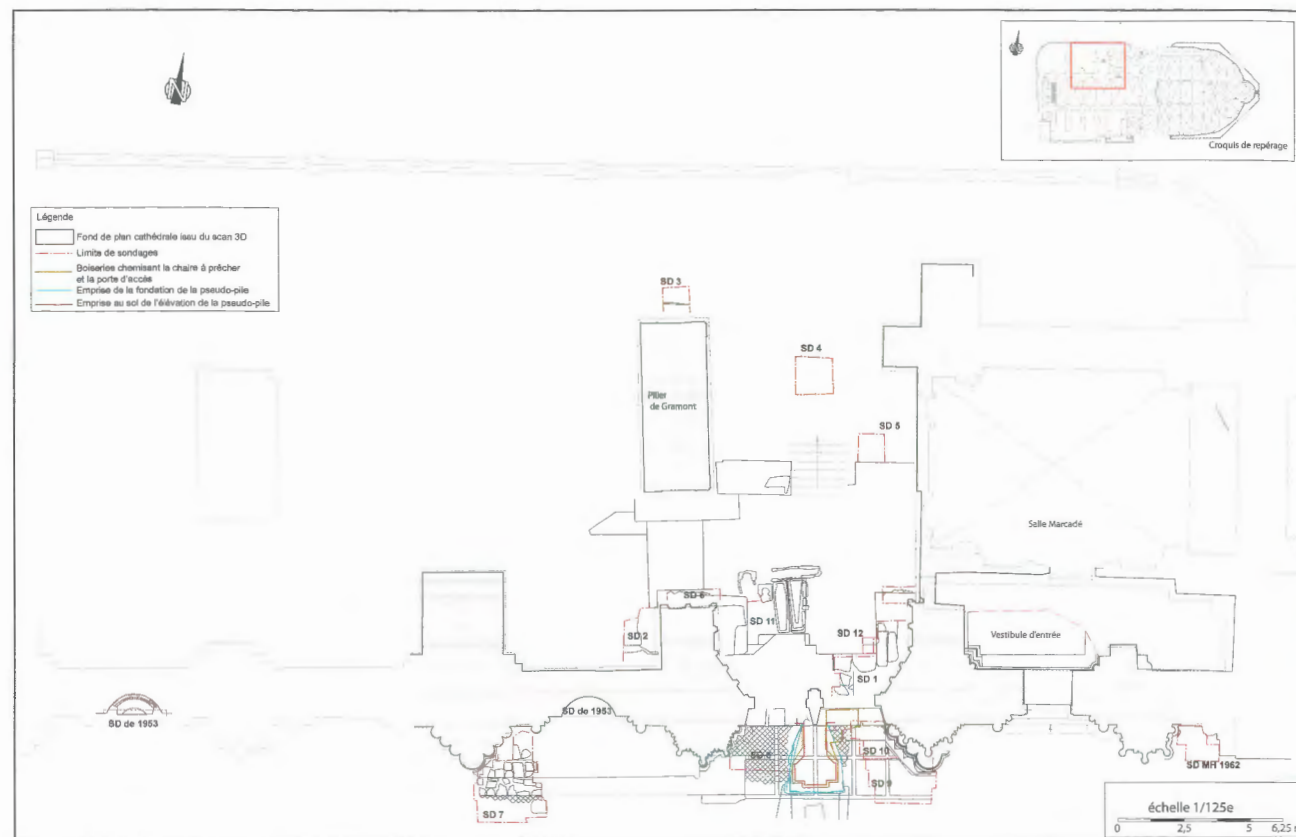 N
Croquis de repérage
Légende
Fond de plan cathédrale issu du scan 3D
Limite de sondages
Boiseries chemisant la chaire à prêcher
et la porte d'accès
Emprise de la fondation de la pseudo-pile
Emprise au sol de l'élévation de la pseudo-pile
SD 3
SD 4
Pilier
de Gramont
SD 5
Salle Marcadé
SD 6
SD 11
SD 2
SD 12
Vestibule d'entrée
SD 1
SD de 1953
SD de 1953
SD 10
SD MH 1962
SD 9
SD 7
échelle 1/125e
0 2,5 5 6,25